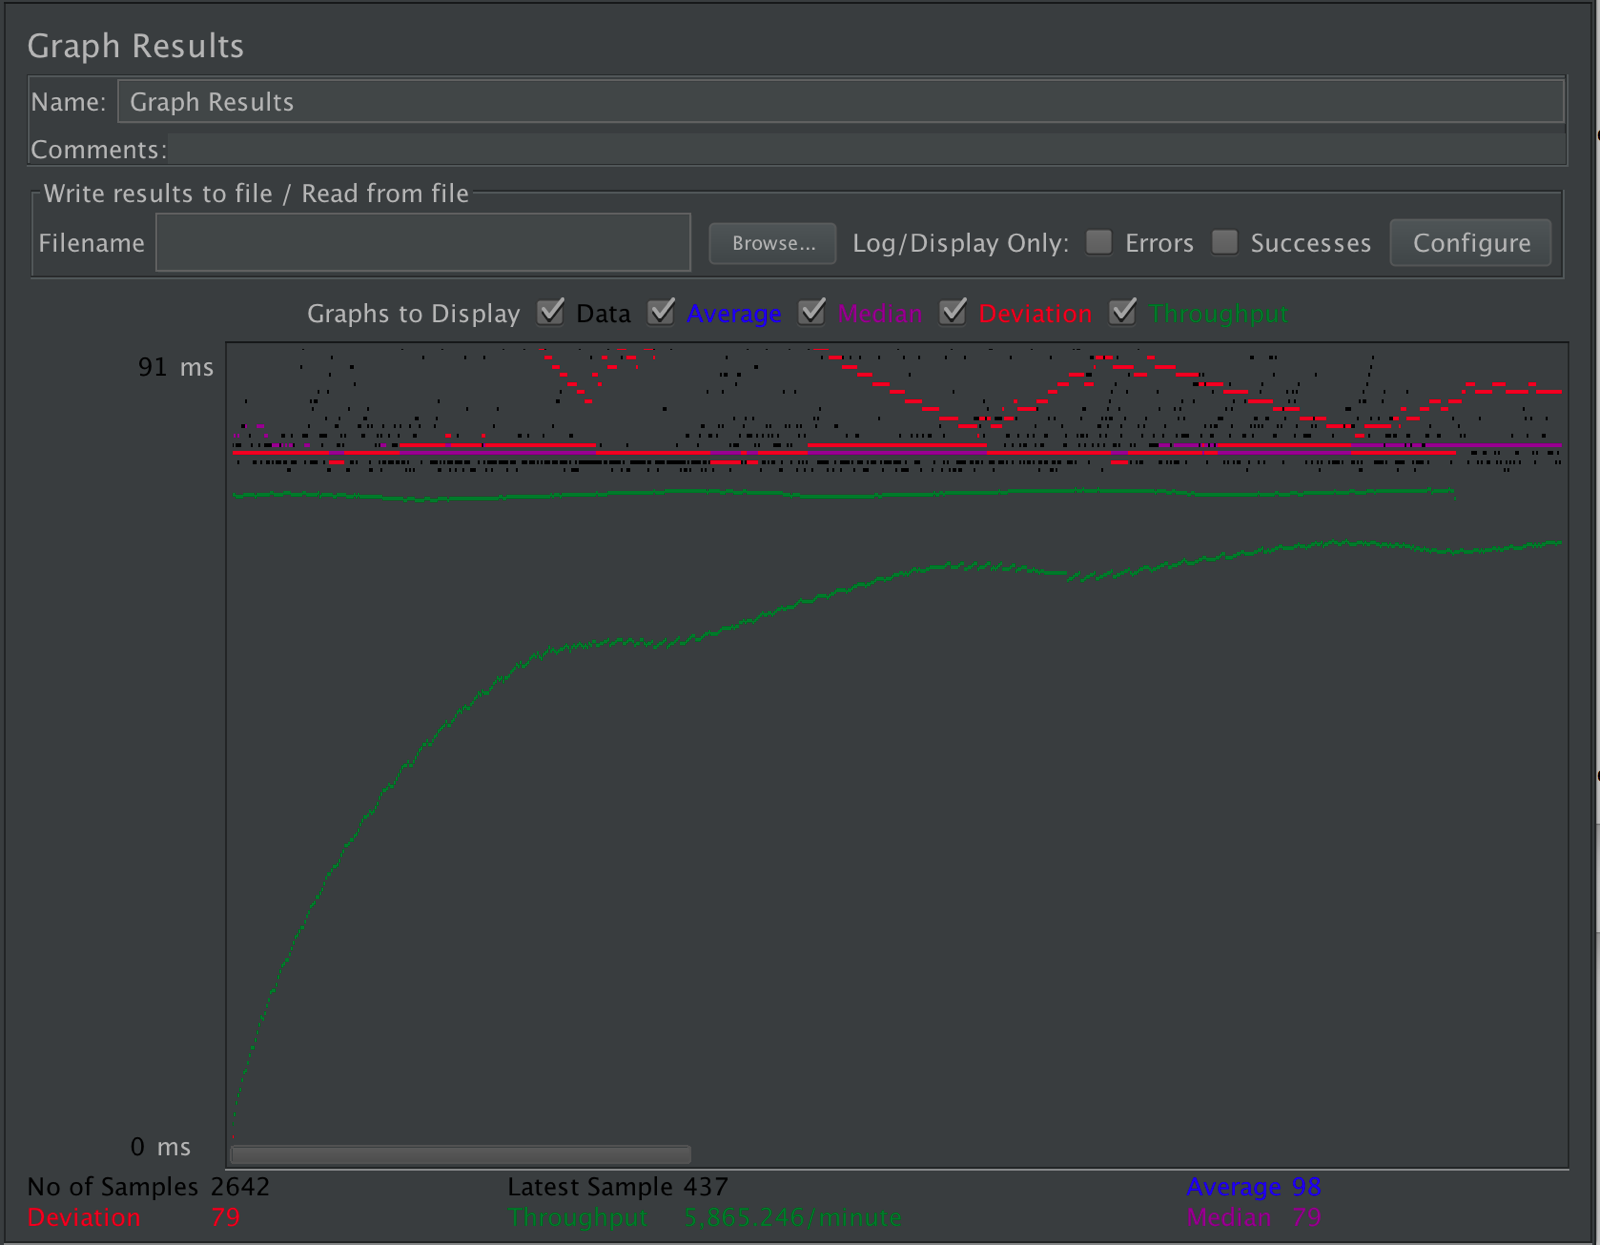 Graph Results
Name: Graph Results
Comments:
Write results to file / Read from file
Filename Browse... Log/Display Only: Errors Successes Configure
Graphs to Display Data Average Median Deviation Throughput
91 ms
0 ms
No of Samples 2642 Latest Sample 437 Average 98
Deviation 79 Throughput 5,865.246/minute Median 79